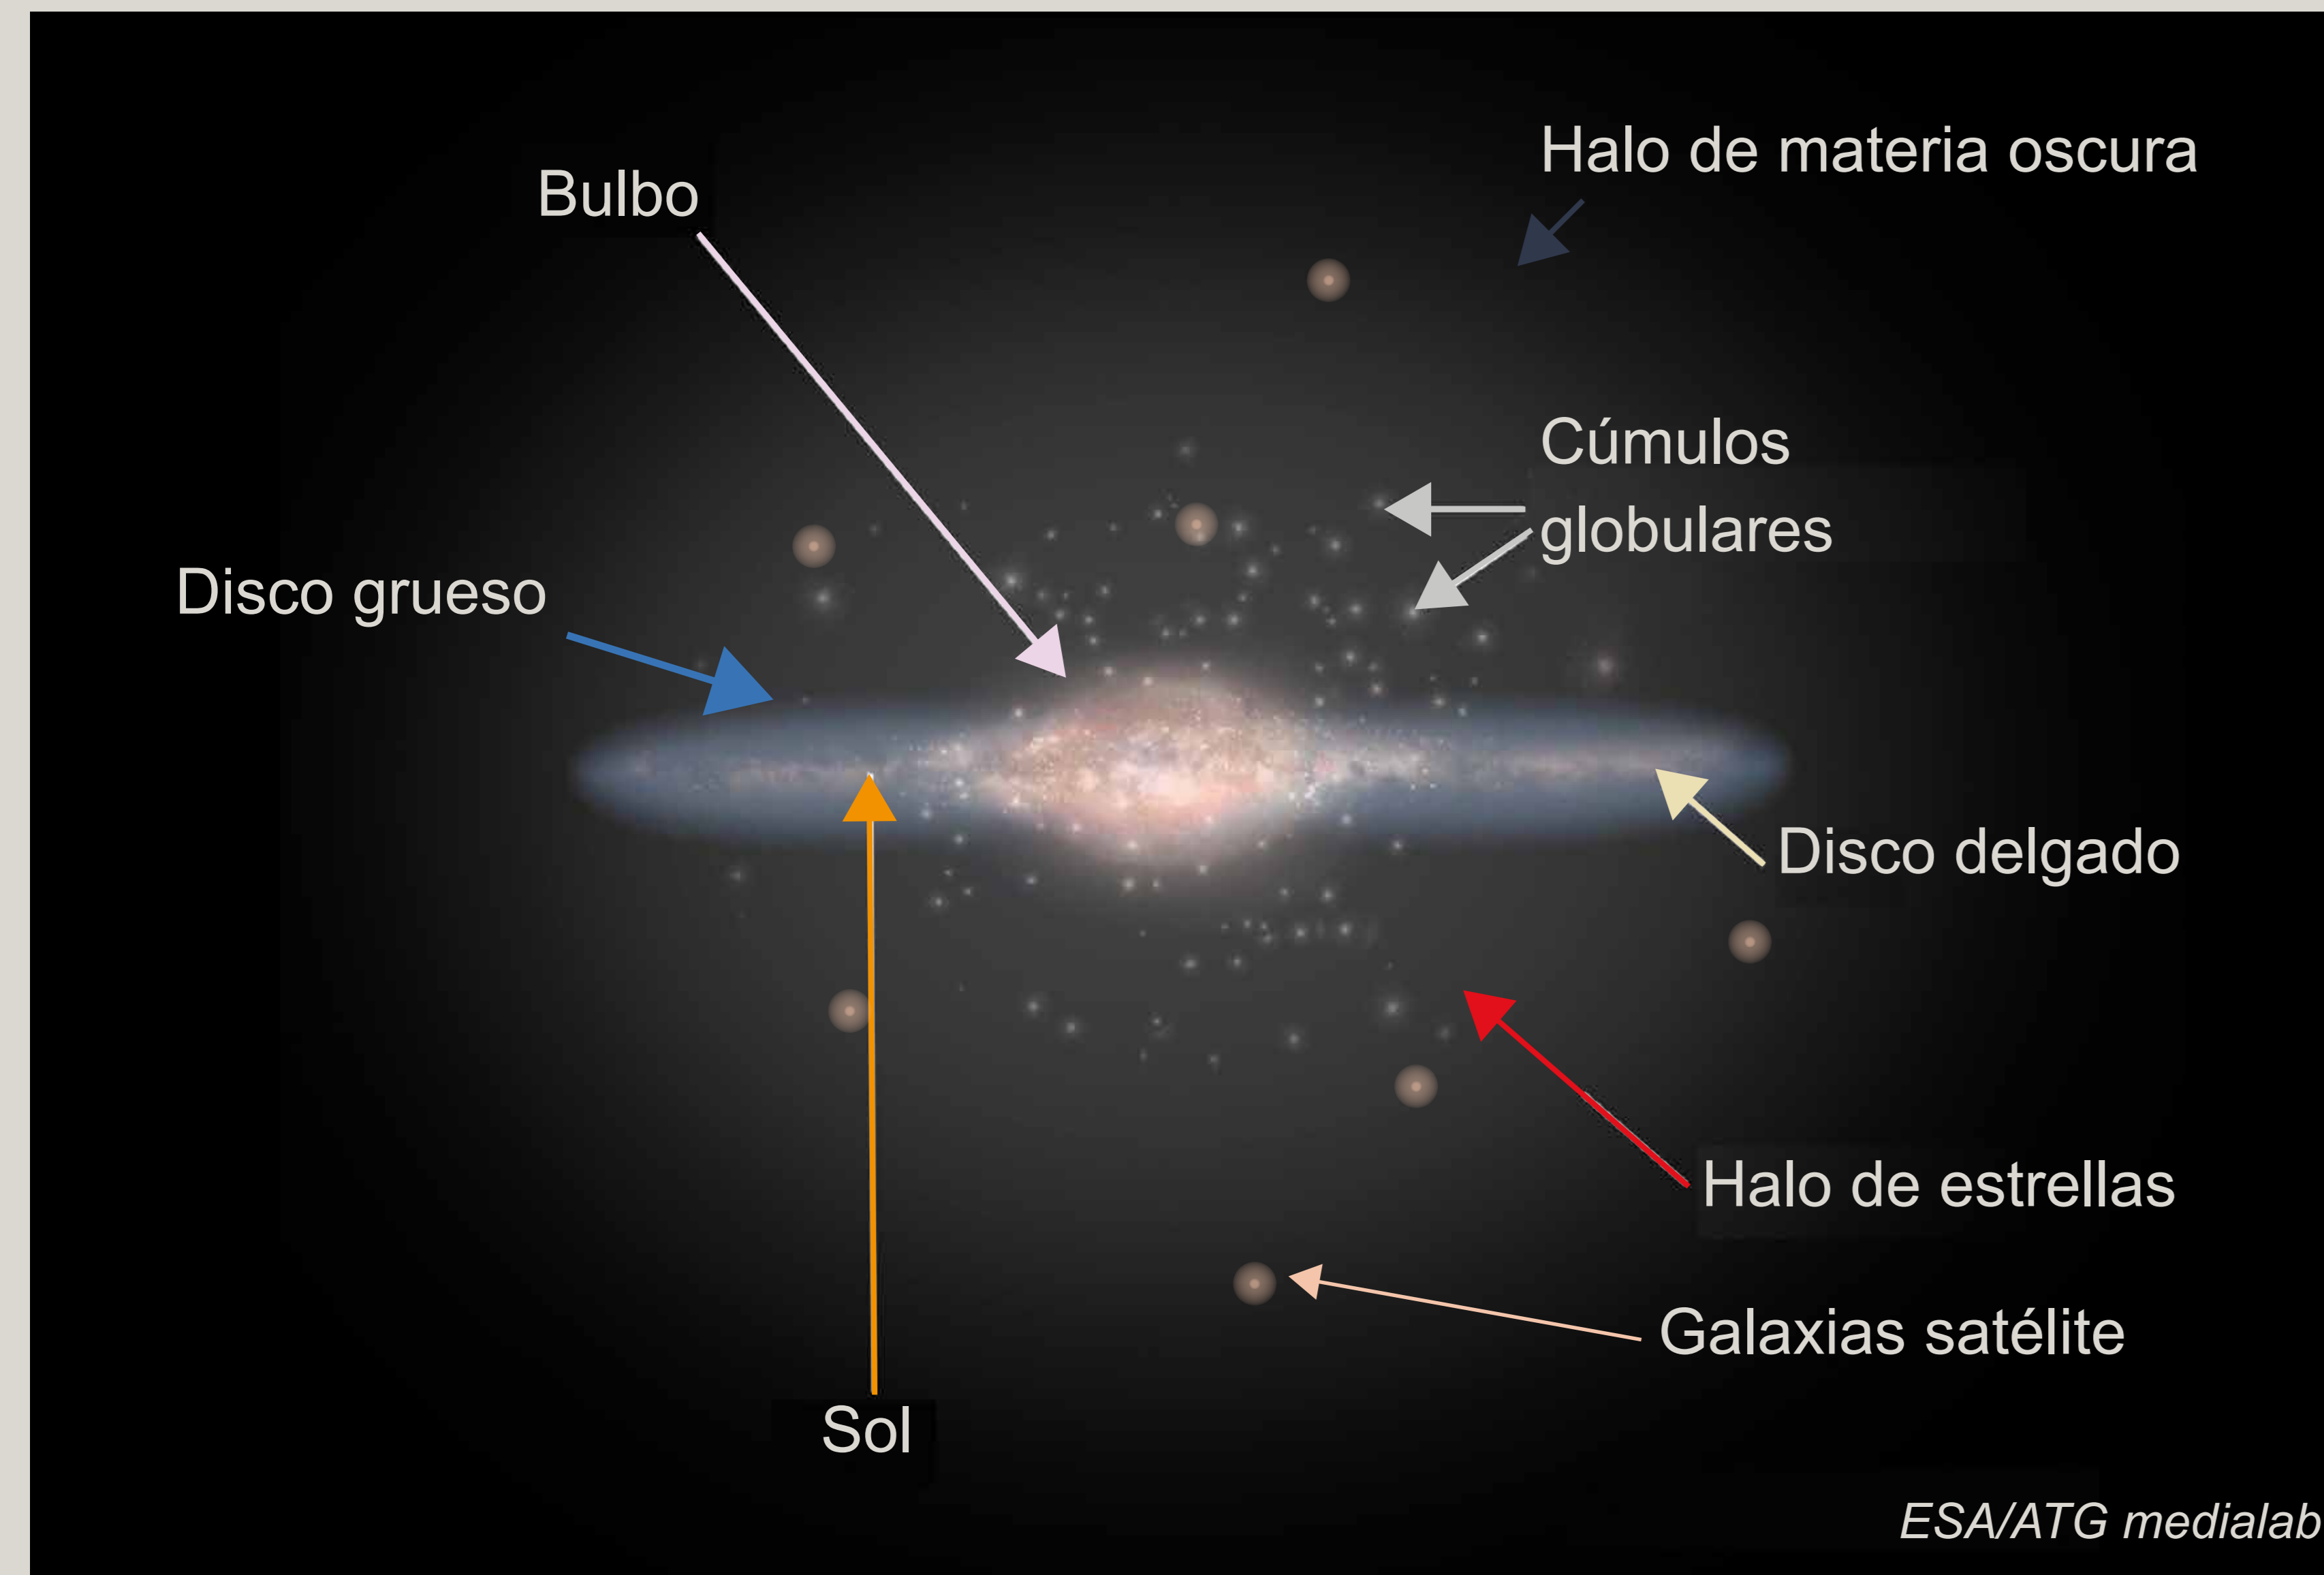 Halo de materia oscura
Bulbo
Cúmulos
globulares
Disco grueso
Disco delgado
Halo de estrellas
Galaxias satélite
Sol
ESA/ATG medialab